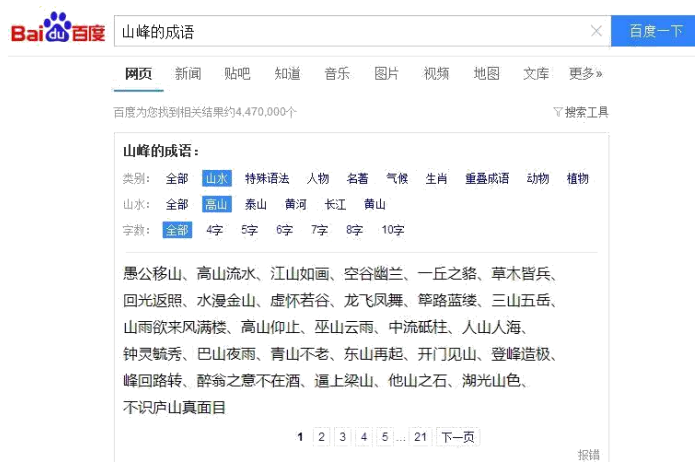 Bai du 百度 山峰的成语 百度一下
网页 新闻 贴吧 知道 音乐 图片 视频 地图 文库 更多»
百度为您找到相关结果约4,470,000个 搜索工具
山峰的成语：
类别： 全部 山水 特殊语法 人物 名著 气候 生肖 重叠成语 动物 植物
山水： 全部 高山 泰山 黄河 长江 黄山
字数： 全部 4字 5字 6字 7字 8字 10字
愚公移山、高山流水、江山如画、空谷幽兰、一丘之貉、草木皆兵、
回光返照、水漫金山、虚怀若谷、龙飞凤舞、筚路蓝缕、三山五岳、
山雨欲来风满楼、高山仰止、巫山云雨、中流砥柱、人山人海、
钟灵毓秀、巴山夜雨、青山不老、东山再起、开门见山、登峰造极、
峰回路转、醉翁之意不在酒、逼上梁山、他山之石、湖光山色、
不识庐山真面目
1 2 3 4 5 ... 21 下一页
报错